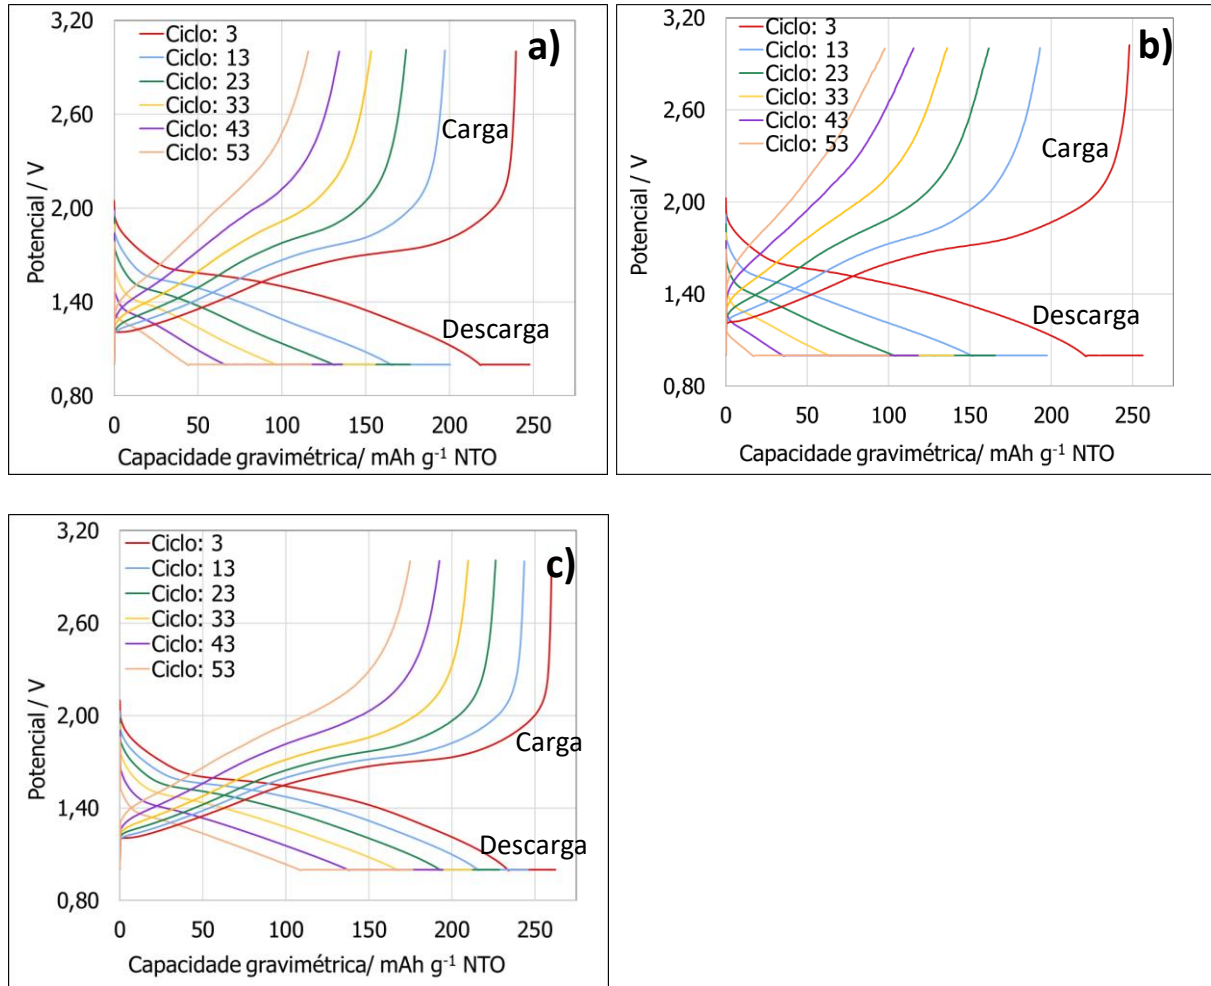 a)
3,20
2,60
2,00
1,40
0,80
Potencial / V
Ciclo: 3
Ciclo: 13
Ciclo: 23
Ciclo: 33
Ciclo: 43
Ciclo: 53
Carga
Descarga
0 50 100 150 200 250
Capacidade gravimétrica/ mAh g⁻¹ NTO
b)
3,20
2,60
2,00
1,40
0,80
Potencial / V
Ciclo: 3
Ciclo: 13
Ciclo: 23
Ciclo: 33
Ciclo: 43
Ciclo: 53
Carga
Descarga
0 50 100 150 200 250
Capacidade gravimétrica/ mAh g⁻¹ NTO
c)
3,20
2,60
2,00
1,40
0,80
Potencial / V
Ciclo: 3
Ciclo: 13
Ciclo: 23
Ciclo: 33
Ciclo: 43
Ciclo: 53
Carga
Descarga
0 50 100 150 200 250
Capacidade gravimétrica/ mAh g⁻¹ NTO